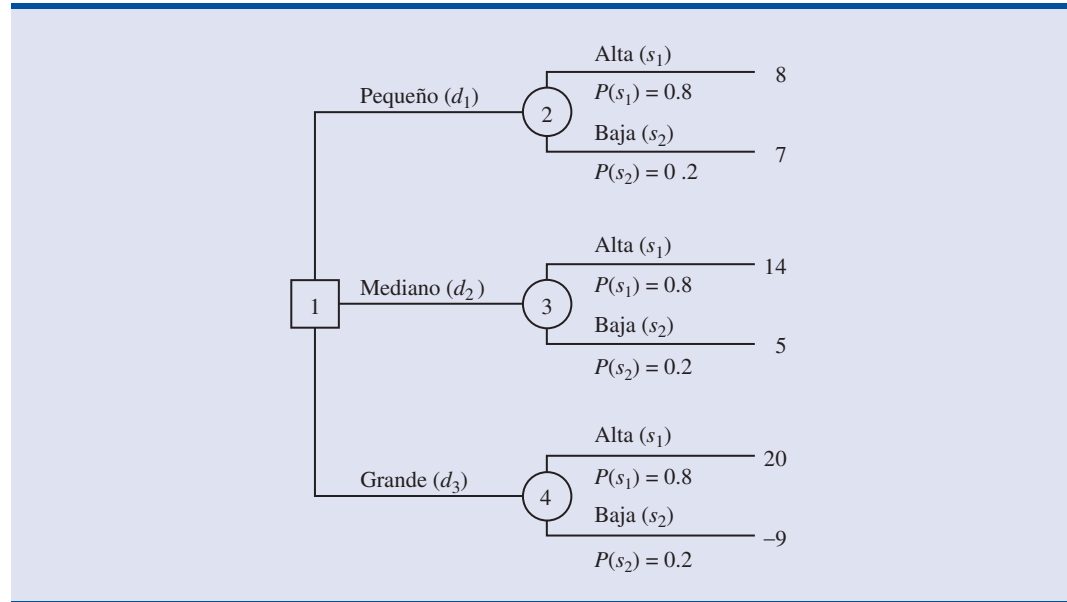 Alta (s₁)
8
Pequeño (d₁)
P(s₁) = 0.8
2
Baja (s₂)
7
P(s₂) = 0 .2
Alta (s₁)
14
Mediano (d₂ )
P(s₁) = 0.8
1
3
Baja (s₂)
5
P(s₂) = 0.2
Alta (s₁)
20
Grande (d₃)
P(s₁) = 0.8
4
Baja (s₂)
–9
P(s₂) = 0.2